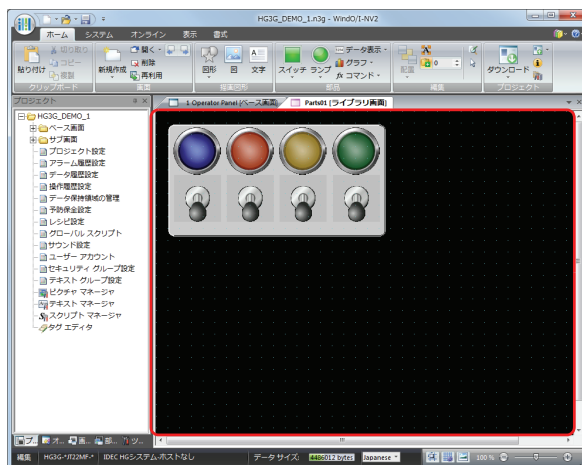 HG3G_DEMO_1.n3g - WindO/I-NV2
ホーム システム オンライン 表示 書式
貼り付け 切り取り コピー 複製 クリップボード
新規作成 開く 削除 再利用 画面
図形 図 文字 描画図形
スイッチ ランプ データ表示 グラフ fx コマンド 部品
配置 0 編集
ダウンロード プロジェクト
プロジェクト
1 Operator Panel (ベース画面) Parts01 (ライブラリ画面)
HG3G_DEMO_1
ベース画面
サブ画面
プロジェクト設定
アラーム履歴設定
データ履歴設定
操作履歴設定
データ保持領域の管理
予防保全設定
レシピ設定
グローバル スクリプト
サウンド設定
ユーザー アカウント
セキュリティ グループ設定
テキスト グループ設定
ピクチャ マネージャ
テキスト マネージャ
スクリプト マネージャ
タグ エディタ
プ... オ... 画... 部... ツ...
編集 HG3G-*JT22MF-* IDEC HGシステム,ホストなし データ サイズ: 4486012 bytes Japanese 100 %